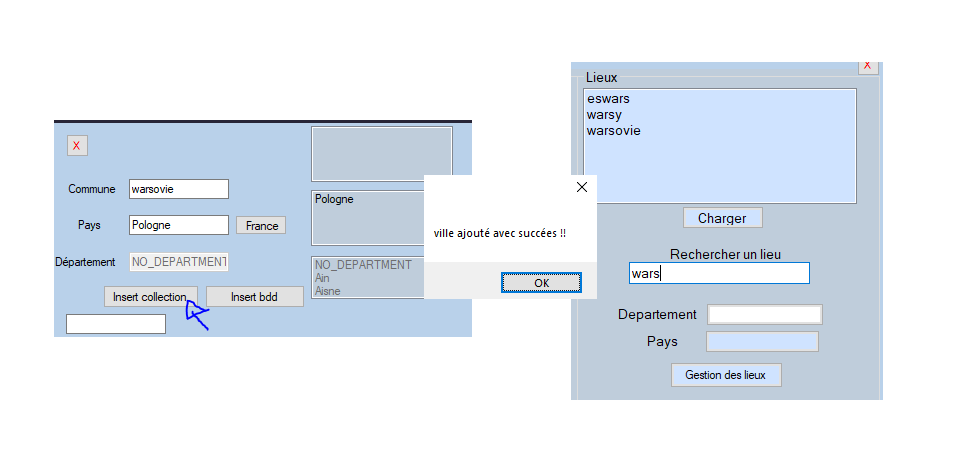 X
Commune
warsovie
Pays
Pologne
France
Département
NO_DEPARTMENT
Insert collection
Insert bdd
Pologne
NO_DEPARTMENT
Ain
Aisne
ville ajouté avec succées !!
OK
X
Lieux
eswars
warsy
warsovie
Charger
Rechercher un lieu
wars
Departement
Pays
Gestion des lieux